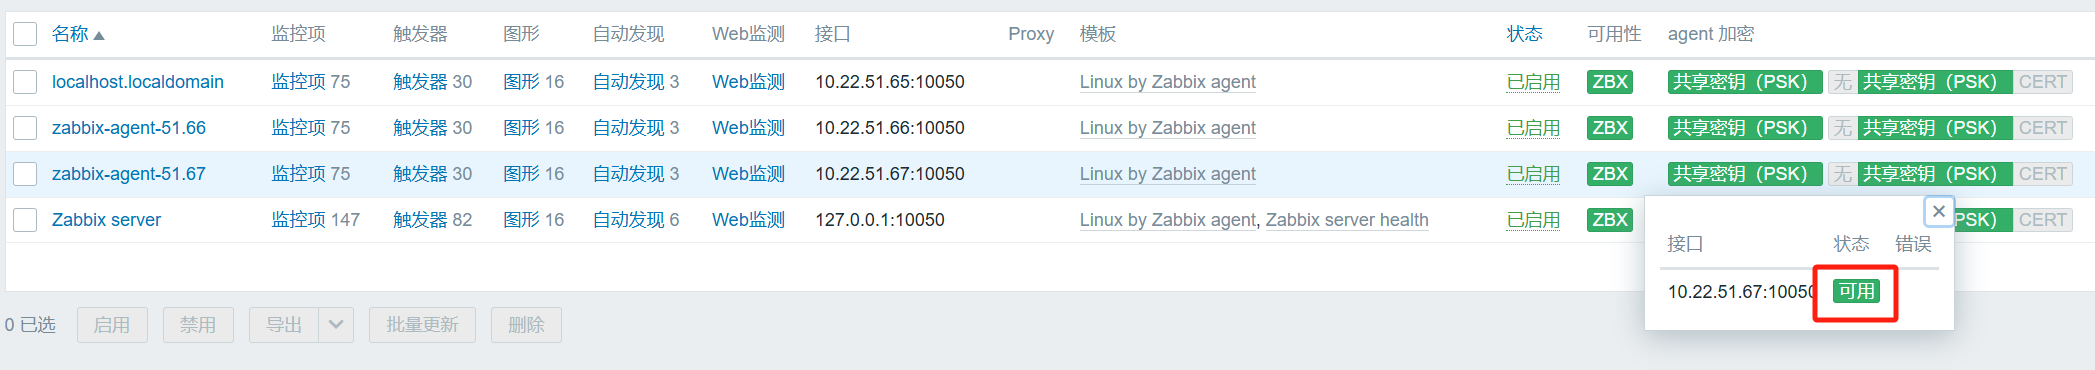 名称 ▲ 监控项 触发器 图形 自动发现 Web监测 接口 Proxy 模板 状态 可用性 agent 加密
localhost.localdomain 监控项 75 触发器 30 图形 16 自动发现 3 Web监测 10.22.51.65:10050 Linux by Zabbix agent 已启用 ZBX 共享密钥（PSK） 无 共享密钥（PSK） CERT
zabbix-agent-51.66 监控项 75 触发器 30 图形 16 自动发现 3 Web监测 10.22.51.66:10050 Linux by Zabbix agent 已启用 ZBX 共享密钥（PSK） 无 共享密钥（PSK） CERT
zabbix-agent-51.67 监控项 75 触发器 30 图形 16 自动发现 3 Web监测 10.22.51.67:10050 Linux by Zabbix agent 已启用 ZBX 共享密钥（PSK） 无 共享密钥（PSK） CERT
Zabbix server 监控项 147 触发器 82 图形 16 自动发现 6 Web监测 127.0.0.1:10050 Linux by Zabbix agent, Zabbix server health 已启用 ZBX PSK） CERT
接口 状态 错误
10.22.51.67:10050 可用
0 已选 启用 禁用 导出 批量更新 删除